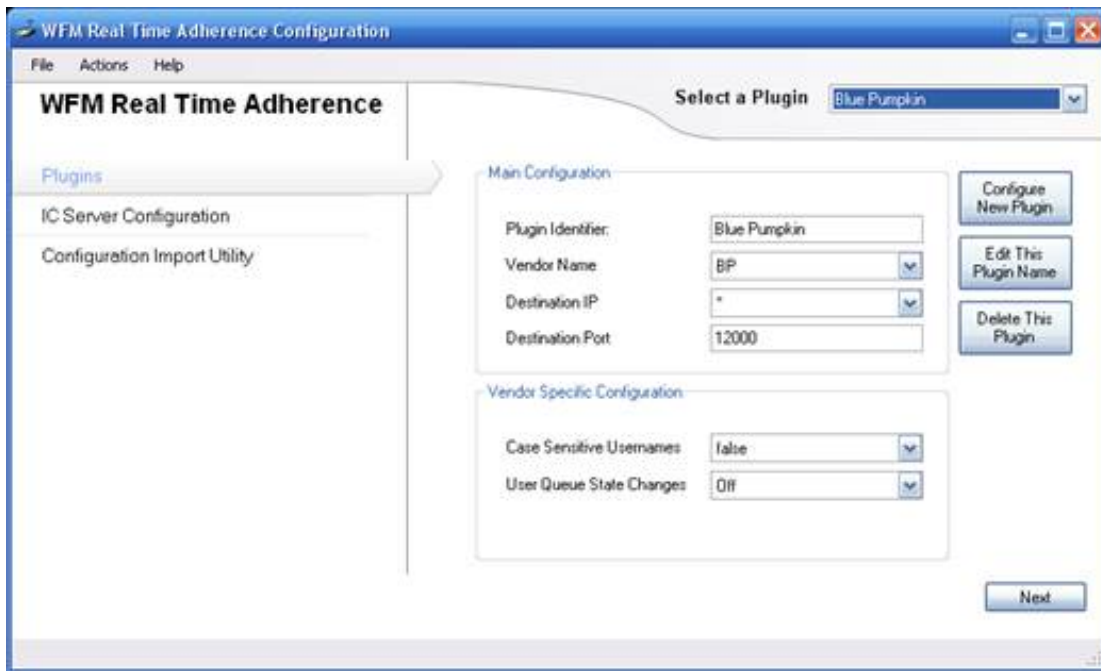 WFM Real Time Adherence Configuration
File Actions Help
WFM Real Time Adherence
Select a Plugin Blue Pumpkin
Plugins
IC Server Configuration
Configuration Import Utility
Main Configuration
Plugin Identifier: Blue Pumpkin
Vendor Name BP
Destination IP *
Destination Port 12000
Configure
New Plugin
Edit This
Plugin Name
Delete This
Plugin
Vendor Specific Configuration
Case Sensitive Usernames false
User Queue State Changes Off
Next